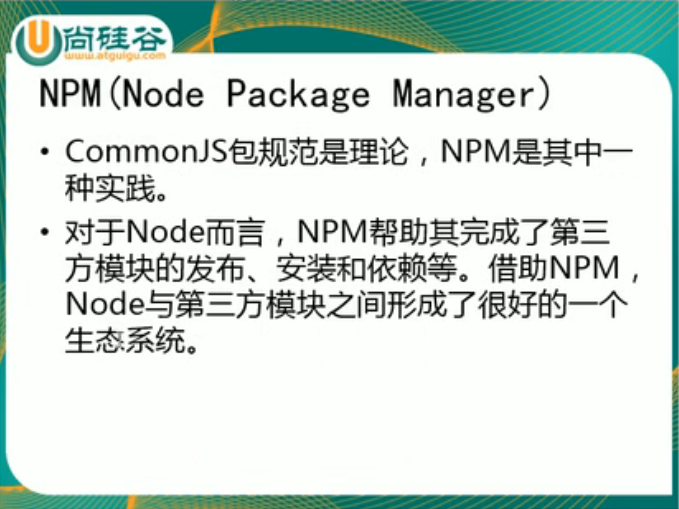 尚硅谷
www.atguigu.com
NPM(Node Package Manager)
• CommonJS包规范是理论，NPM是其中一
种实践。
• 对于Node而言，NPM帮助其完成了第三
方模块的发布、安装和依赖等。借助NPM，
Node与第三方模块之间形成了很好的一个
生态系统。